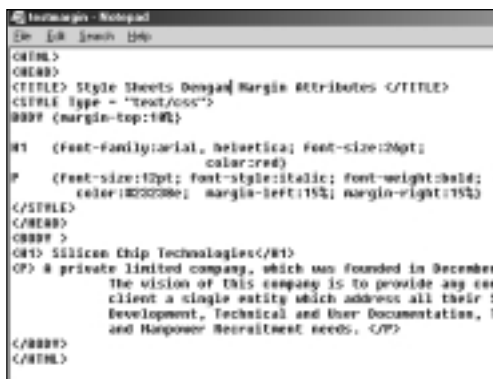 testmargin - Notepad
File Edit Search Help
<HTML>
<HEAD>
<TITLE> Style Sheets Dengan Margin Attributes </TITLE>
<STYLE Type = "text/css">
BODY {margin-top:10%}
H1 {font-family:arial, helvetica; font-size:26pt;
color:red}
P {font-size:12pt; font-style:italic; font-weight:bold;
color:#23238e; margin-left:15%; margin-right:15%}
</STYLE>
</HEAD>
<BODY >
<H1> Silicon Chip Technologies</H1>
<P> A private limited company, which was founded in December
The vision of this company is to provide any
client a single entity which address all their
Development, Technical and User Documentation,
and Manpower Recruitment needs. </P>
</BODY>
</HTML>